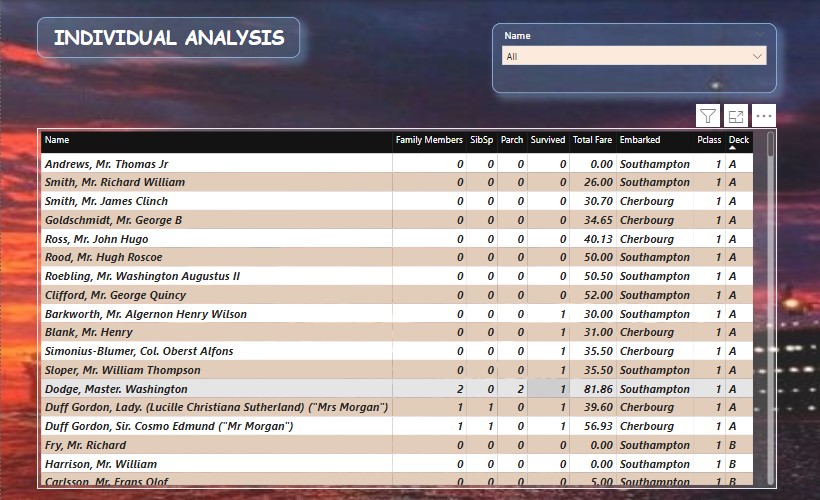 INDIVIDUAL ANALYSIS
Name
All
Name Family Members SibSp Parch Survived Total Fare Embarked Pclass Deck
Andrews, Mr. Thomas Jr 0 0 0 0 0.00 Southampton 1 A
Smith, Mr. Richard William 0 0 0 0 26.00 Southampton 1 A
Smith, Mr. James Clinch 0 0 0 0 30.70 Cherbourg 1 A
Goldschmidt, Mr. George B 0 0 0 0 34.65 Cherbourg 1 A
Ross, Mr. John Hugo 0 0 0 0 40.13 Cherbourg 1 A
Rood, Mr. Hugh Roscoe 0 0 0 0 50.00 Southampton 1 A
Roebling, Mr. Washington Augustus II 0 0 0 0 50.50 Southampton 1 A
Clifford, Mr. George Quincy 0 0 0 0 52.00 Southampton 1 A
Barkworth, Mr. Algernon Henry Wilson 0 0 0 1 30.00 Southampton 1 A
Blank, Mr. Henry 0 0 0 1 31.00 Cherbourg 1 A
Simonius-Blumer, Col. Oberst Alfons 0 0 0 1 35.50 Cherbourg 1 A
Sloper, Mr. William Thompson 0 0 0 1 35.50 Southampton 1 A
Dodge, Master. Washington 2 0 2 1 81.86 Southampton 1 A
Duff Gordon, Lady. (Lucille Christiana Sutherland) ("Mrs Morgan") 1 1 0 1 39.60 Cherbourg 1 A
Duff Gordon, Sir. Cosmo Edmund ("Mr Morgan") 1 1 0 1 56.93 Cherbourg 1 A
Fry, Mr. Richard 0 0 0 0 0.00 Southampton 1 B
Harrison, Mr. William 0 0 0 0 0.00 Southampton 1 B
Carlsson, Mr. Frans Olof 0 0 0 0 5.00 Southampton 1 B